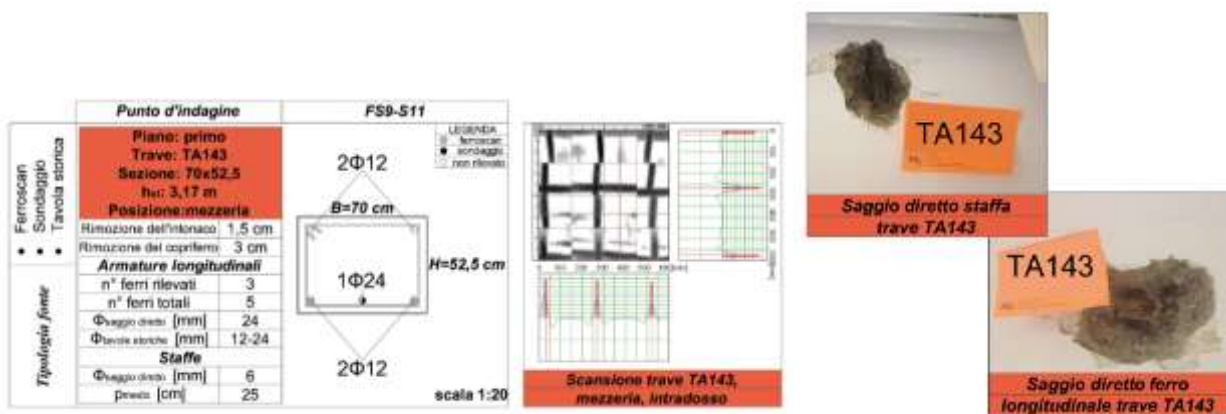 Punto d'indagine
FS9-S11
Ferroscan
Sondaggio
Tavola storica
Tipologia fonte
Piano: primo
Trave: TA143
Sezione: 70x52,5
3,17 m
Posizione:mezzeria
Rimozione dell'intonaco 1,5 cm
Rimozione del copriferro 3 cm
Armature longitudinali
n° ferri rilevati 3
n° ferri totali 5
Φsaggio diretto [mm] 24
Φtavole storiche [mm] 12-24
Staffe
Φsaggio diretto [mm] 6
Pmedio [cm] 25
LEGENDA
ferroscan
sondaggio
non rilevato
2Φ12
B=70 cm
H=52,5 cm
1Φ24
2Φ12
scala 1:20
Scansione trave TA143,
mezzeria, intradosso
TA143
Saggio diretto staffa
trave TA143
TA143
Saggio diretto ferro
longitudinale trave TA143